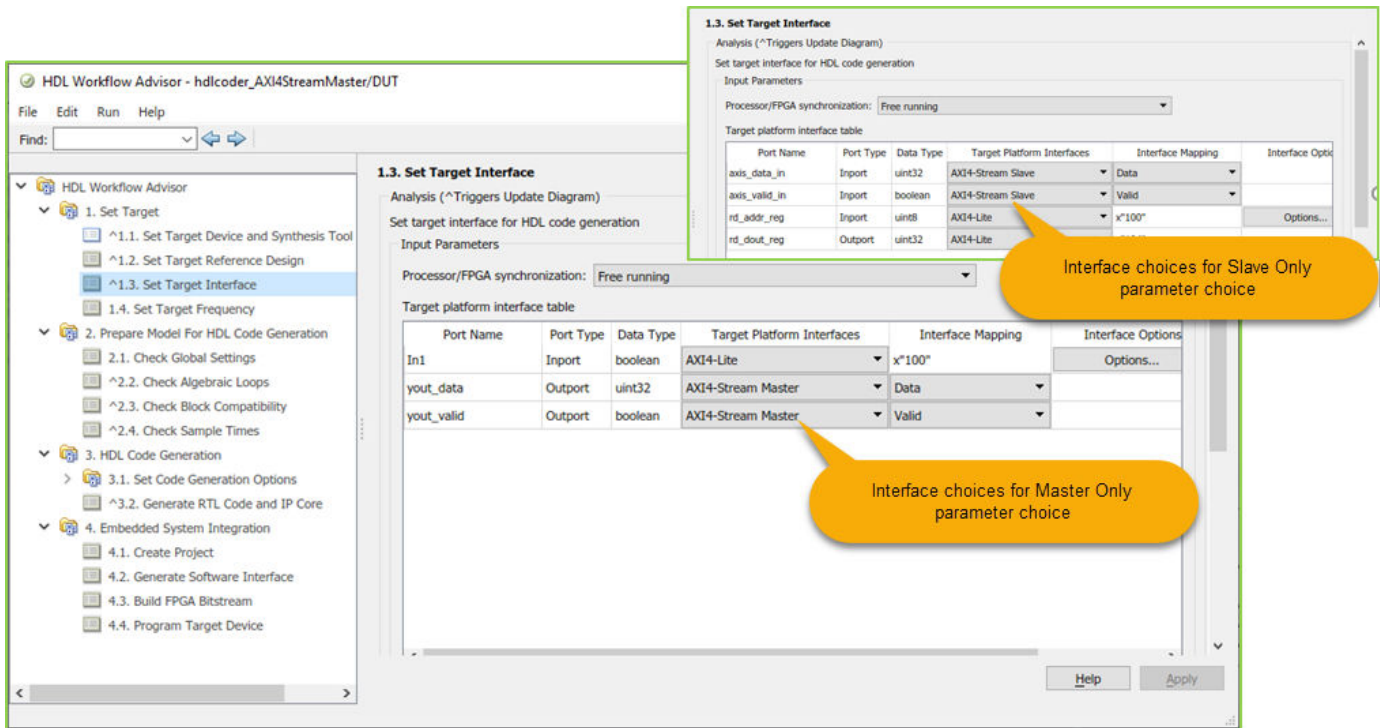 1.3. Set Target Interface
Analysis (^Triggers Update Diagram)
Set target interface for HDL code generation
Input Parameters
Processor/FPGA synchronization: Free running
Target platform interface table
Port Name Port Type Data Type Target Platform Interfaces Interface Mapping Interface Optio
axis_data_in Inport uint32 AXI4-Stream Slave Data
axis_valid_in Inport boolean AXI4-Stream Slave Valid
rd_addr_reg Inport uint8 AXI4-Lite x"100" Options...
rd_dout_reg Outport uint32 AXI4-Lite
Interface choices for Slave Only
parameter choice
HDL Workflow Advisor - hdlcoder_AXI4StreamMaster/DUT
File Edit Run Help
Find:
HDL Workflow Advisor
1. Set Target
^1.1. Set Target Device and Synthesis Tool
^1.2. Set Target Reference Design
^1.3. Set Target Interface
1.4. Set Target Frequency
2. Prepare Model For HDL Code Generation
2.1. Check Global Settings
^2.2. Check Algebraic Loops
^2.3. Check Block Compatibility
^2.4. Check Sample Times
3. HDL Code Generation
3.1. Set Code Generation Options
^3.2. Generate RTL Code and IP Core
4. Embedded System Integration
4.1. Create Project
4.2. Generate Software Interface
4.3. Build FPGA Bitstream
4.4. Program Target Device
1.3. Set Target Interface
Analysis (^Triggers Update Diagram)
Set target interface for HDL code generation
Input Parameters
Processor/FPGA synchronization: Free running
Target platform interface table
Port Name Port Type Data Type Target Platform Interfaces Interface Mapping Interface Options
In1 Inport boolean AXI4-Lite x"100" Options...
yout_data Outport uint32 AXI4-Stream Master Data
yout_valid Outport boolean AXI4-Stream Master Valid
Interface choices for Master Only
parameter choice
Help Apply